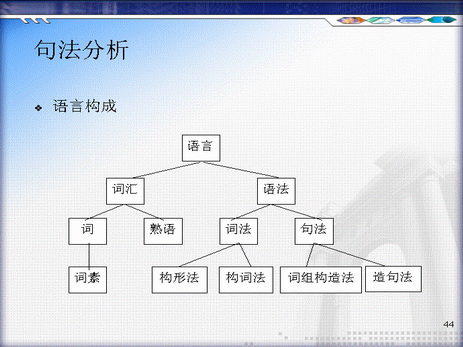 句法分析
语言构成
语言
词汇 语法
词 熟语 词法 句法
词素 构形法 构词法 词组构造法 造句法
44